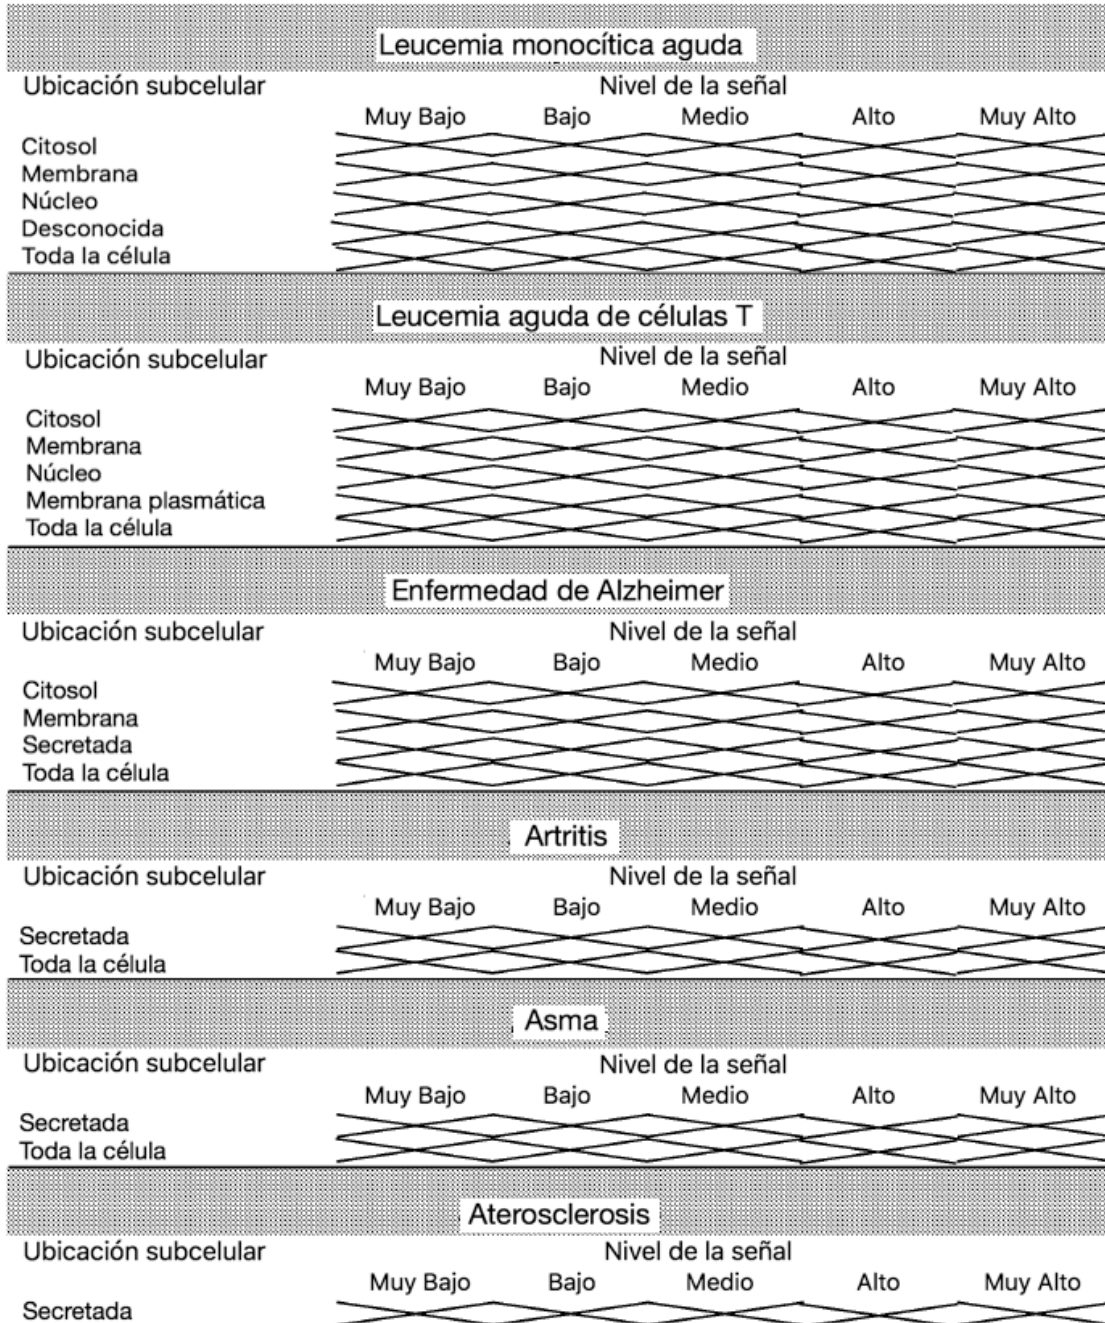 Leucemia monocítica aguda
Ubicación subcelular Nivel de la señal
Muy Bajo Bajo Medio Alto Muy Alto
Citosol
Membrana
Núcleo
Desconocida
Toda la célula
Leucemia aguda de células T
Ubicación subcelular Nivel de la señal
Muy Bajo Bajo Medio Alto Muy Alto
Citosol
Membrana
Núcleo
Membrana plasmática
Toda la célula
Enfermedad de Alzheimer
Ubicación subcelular Nivel de la señal
Muy Bajo Bajo Medio Alto Muy Alto
Citosol
Membrana
Secretada
Toda la célula
Artritis
Ubicación subcelular Nivel de la señal
Muy Bajo Bajo Medio Alto Muy Alto
Secretada
Toda la célula
Asma
Ubicación subcelular Nivel de la señal
Muy Bajo Bajo Medio Alto Muy Alto
Secretada
Toda la célula
Aterosclerosis
Ubicación subcelular Nivel de la señal
Muy Bajo Bajo Medio Alto Muy Alto
Secretada